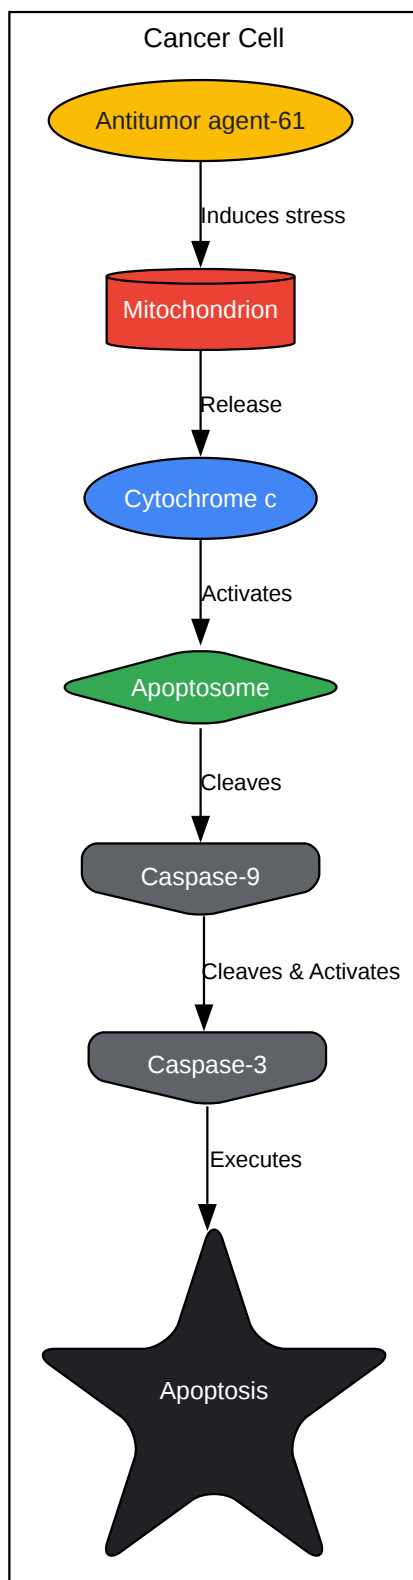 Cancer Cell
Antitumor agent-61
Induces stress
Mitochondrion
Release
Cytochrome c
Activates
Apoptosome
Cleaves
Caspase-9
Cleaves & Activates
Caspase-3
Executes
Apoptosis